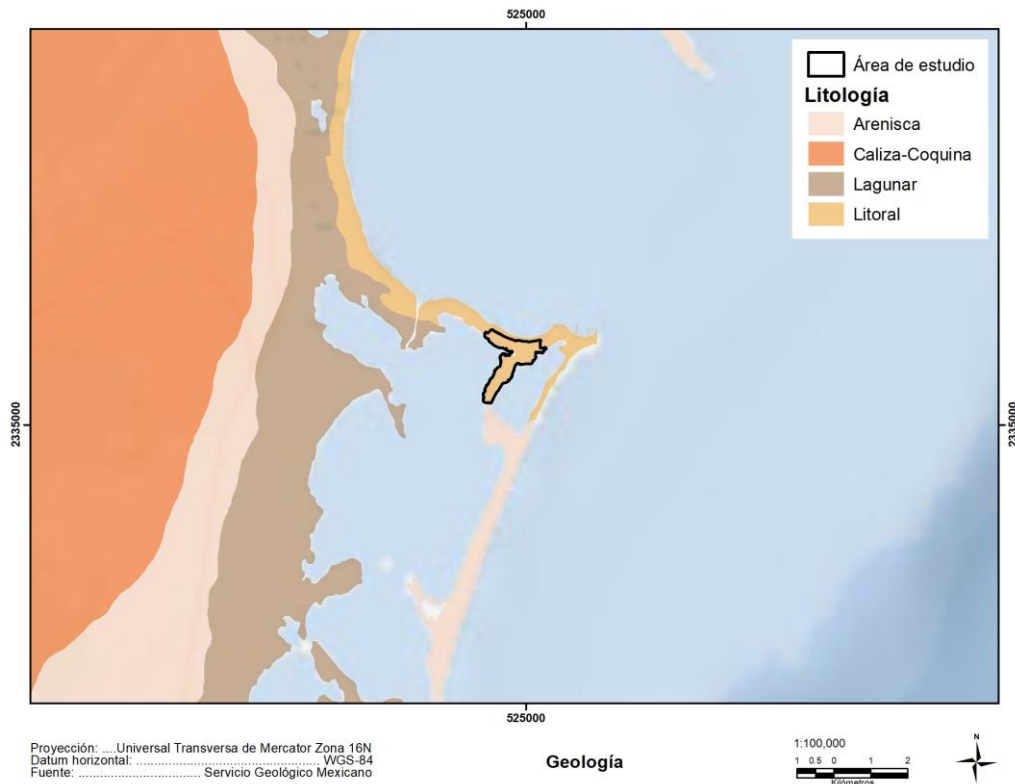 525000
Área de estudio
Litología
Arenisca
Caliza-Coquina
Lagunar
Litoral
2335000
2335000
525000
Proyección: ....Universal Transversa de Mercator Zona 16N
Datum horizontal: .................................................. WGS-84
Fuente: ................................ Servicio Geológico Mexicano
Geología
1:100,000
1 0.5 0 1 2
Kilómetros
N